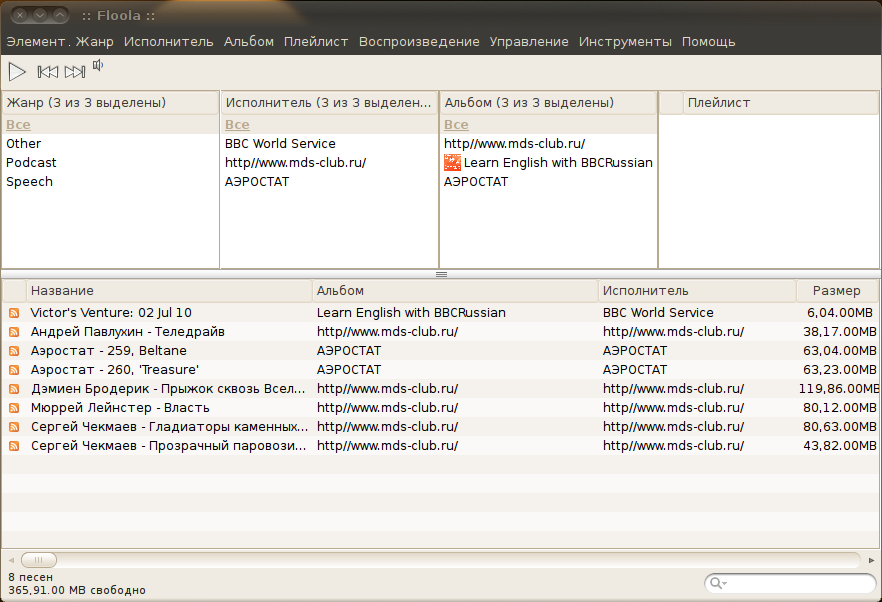 :: Floola ::
Элемент. Жанр Исполнитель Альбом Плейлист Воспроизведение Управление Инструменты Помощь
Жанр (3 из 3 выделены) Исполнитель (3 из 3 выделен... Альбом (3 из 3 выделены) Плейлист
Все Все Все
Other BBC World Service http//www.mds-club.ru/
Podcast http//www.mds-club.ru/ Learn English with BBCRussian
Speech АЭРОСТАТ АЭРОСТАТ
Название Альбом Исполнитель Размер
Victor's Venture: 02 Jul 10 Learn English with BBCRussian BBC World Service 6,04.00MB
Андрей Павлухин - Теледрайв http//www.mds-club.ru/ http//www.mds-club.ru/ 38,17.00MB
Аэростат - 259, Beltane АЭРОСТАТ АЭРОСТАТ 63,04.00MB
Аэростат - 260, 'Treasure' АЭРОСТАТ АЭРОСТАТ 63,23.00MB
Дэмиен Бродерик - Прыжок сквозь Всел... http//www.mds-club.ru/ http//www.mds-club.ru/ 119,86.00MB
Мюррей Лейнстер - Власть http//www.mds-club.ru/ http//www.mds-club.ru/ 80,12.00MB
Сергей Чекмаев - Гладиаторы каменных... http//www.mds-club.ru/ http//www.mds-club.ru/ 80,63.00MB
Сергей Чекмаев - Прозрачный паровози... http//www.mds-club.ru/ http//www.mds-club.ru/ 43,82.00MB
8 песен
365,91.00 MB свободно